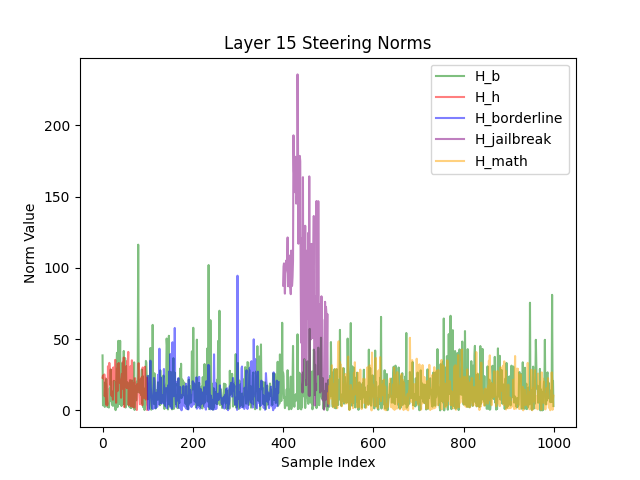 Layer 15 Steering Norms
H_b
H_h
H_borderline
H_jailbreak
H_math
Norm Value
200
150
100
50
0
0
200
400
600
800
1000
Sample Index